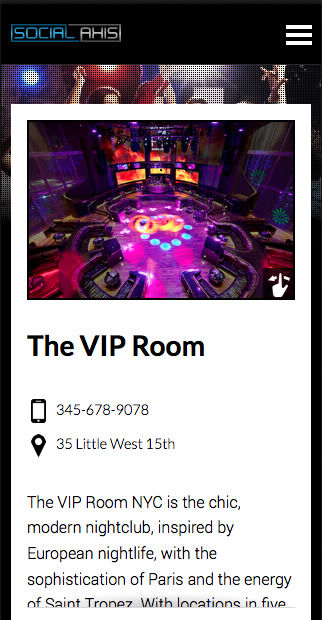 SOCIAL AXIS
The VIP Room
345-678-9078
35 Little West 15th
The VIP Room NYC is the chic,
modern nightclub, inspired by
European nightlife, with the
sophistication of Paris and the energy
of Saint Tropez. With locations in five